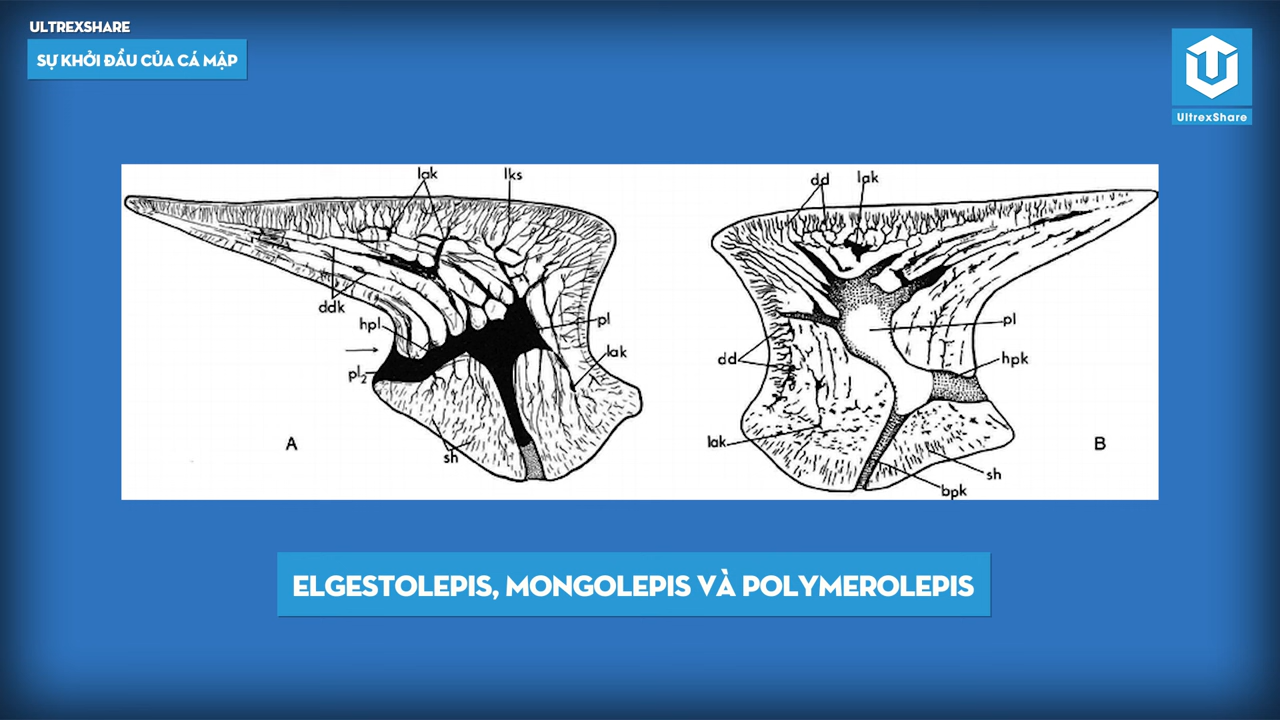 ULTREXSHARE
SỰ KHỞI ĐẦU CỦA CÁ MẬP
UltrexShare
lak
lks
ddk
hpl
pl₂
pl
lak
sh
A
dd
lak
pl
hpk
dd
lak
B
sh
bpk
ELGESTOLEPIS, MONGOLEPIS VÀ POLYMEROLEPIS